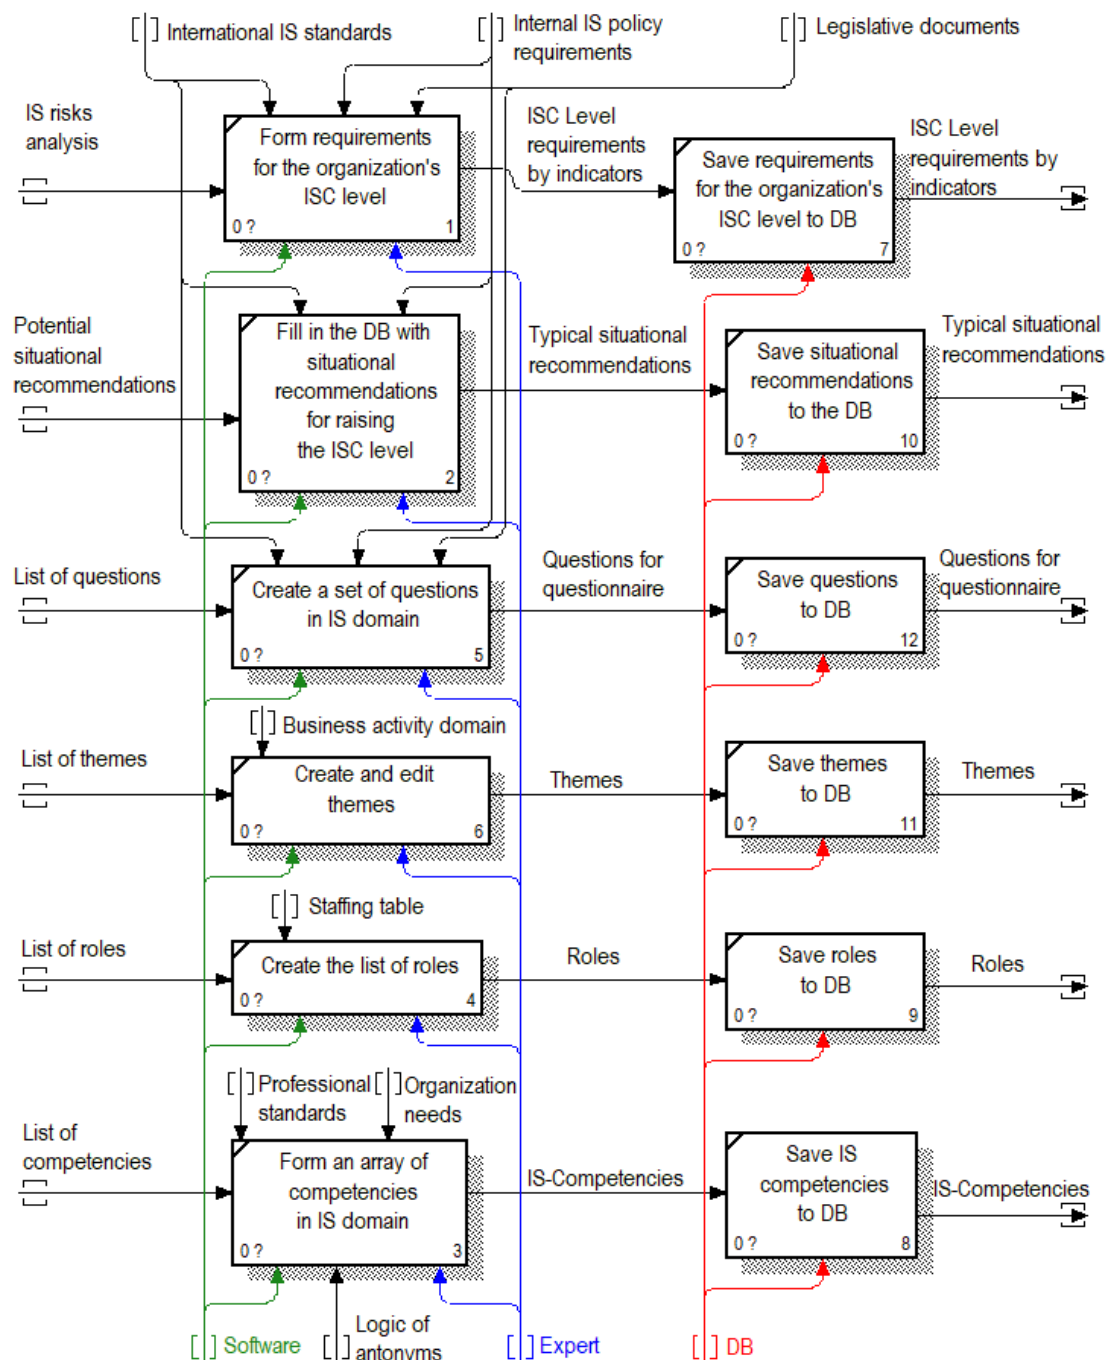 International IS standards
Internal IS policy
requirements
Legislative documents
IS risks
analysis
Form requirements
for the organization's
ISC level
0 ?
1
ISC Level
requirements
by indicators
Save requirements
for the organization's
ISC level to DB
0 ?
7
ISC Level
requirements by
indicators
Potential
situational
recommendations
Fill in the DB with
situational
recommendations
for raising
the ISC level
0 ?
2
Typical situational
recommendations
Save situational
recommendations
to the DB
0 ?
10
Typical situational
recommendations
List of questions
Create a set of questions
in IS domain
0 ?
5
Questions for
questionnaire
Save questions
to DB
0 ?
12
Questions for
questionnaire
Business activity domain
List of themes
Create and edit
themes
0 ?
6
Themes
Save themes
to DB
0 ?
11
Themes
Staffing table
List of roles
Create the list of roles
0 ?
4
Roles
Save roles
to DB
0 ?
9
Roles
Professional
standards
Organization
needs
List of
competencies
Form an array of
competencies
in IS domain
0 ?
3
IS-Competencies
Save IS
competencies
to DB
0 ?
8
IS-Competencies
Software
Logic of
antonyms
Expert
DB